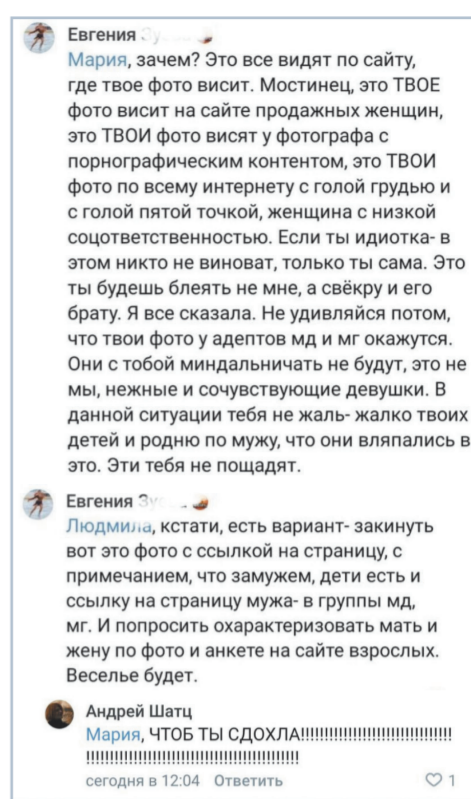 Евгения
Мария, зачем? Это все видят по сайту,
где твое фото висит. Мостинец, это ТВОЕ
фото висит на сайте продажных женщин,
это ТВОИ фото висят у фотографа с
порнографическим контентом, это ТВОИ
фото по всему интернету с голой грудью и
с голой пятой точкой, женщина с низкой
соцответственностью. Если ты идиотка- в
этом никто не виноват, только ты сама. Это
ты будешь блеять не мне, а свёкру и его
брату. Я все сказала. Не удивляйся потом,
что твои фото у адептов мд и мг окажутся.
Они с тобой миндальничать не будут, это не
мы, нежные и сочувствующие девушки. В
данной ситуации тебя не жаль- жалко твоих
детей и родню по мужу, что они вляпались в
это. Эти тебя не пощадят.
Евгения
Людмила, кстати, есть вариант- закинуть
вот это фото с ссылкой на страницу, с
примечанием, что замужем, дети есть и
ссылку на страницу мужа- в группы мд,
мг. И попросить охарактеризовать мать и
жену по фото и анкете на сайте взрослых.
Веселье будет.
Андрей Шатц
Мария, ЧТОБ ТЫ СДОХЛА!!!!!!!!!!!!!!!!!!!!!!!!!!!!!!!!
!!!!!!!!!!!!!!!!!!!!!!!!!!!!!!!!!!!!!!!!!!!
сегодня в 12:04 Ответить 1